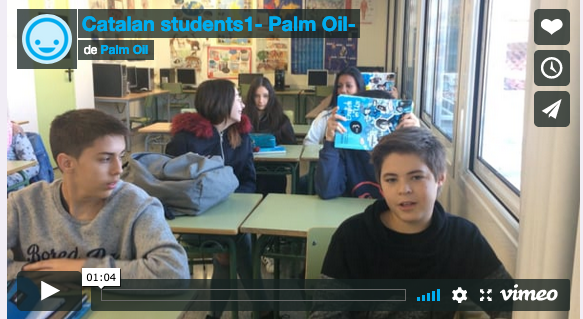 Catalan students1- Palm Oil-
de Palm Oil
Bored
01:04
vimeo